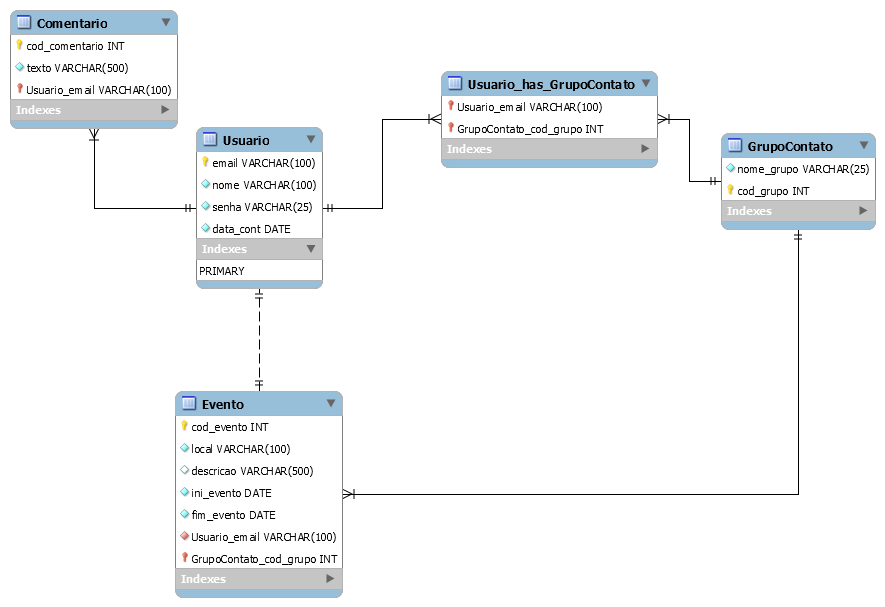 Comentario
cod_comentario INT
texto VARCHAR(500)
Usuario_email VARCHAR(100)
Indexes
Usuario
email VARCHAR(100)
nome VARCHAR(100)
senha VARCHAR(25)
data_cont DATE
Indexes
PRIMARY
Usuario_has_GrupoContato
Usuario_email VARCHAR(100)
GrupoContato_cod_grupo INT
Indexes
GrupoContato
nome_grupo VARCHAR(25)
cod_grupo INT
Indexes
Evento
cod_evento INT
local VARCHAR(100)
descricao VARCHAR(500)
ini_evento DATE
fim_evento DATE
Usuario_email VARCHAR(100)
GrupoContato_cod_grupo INT
Indexes